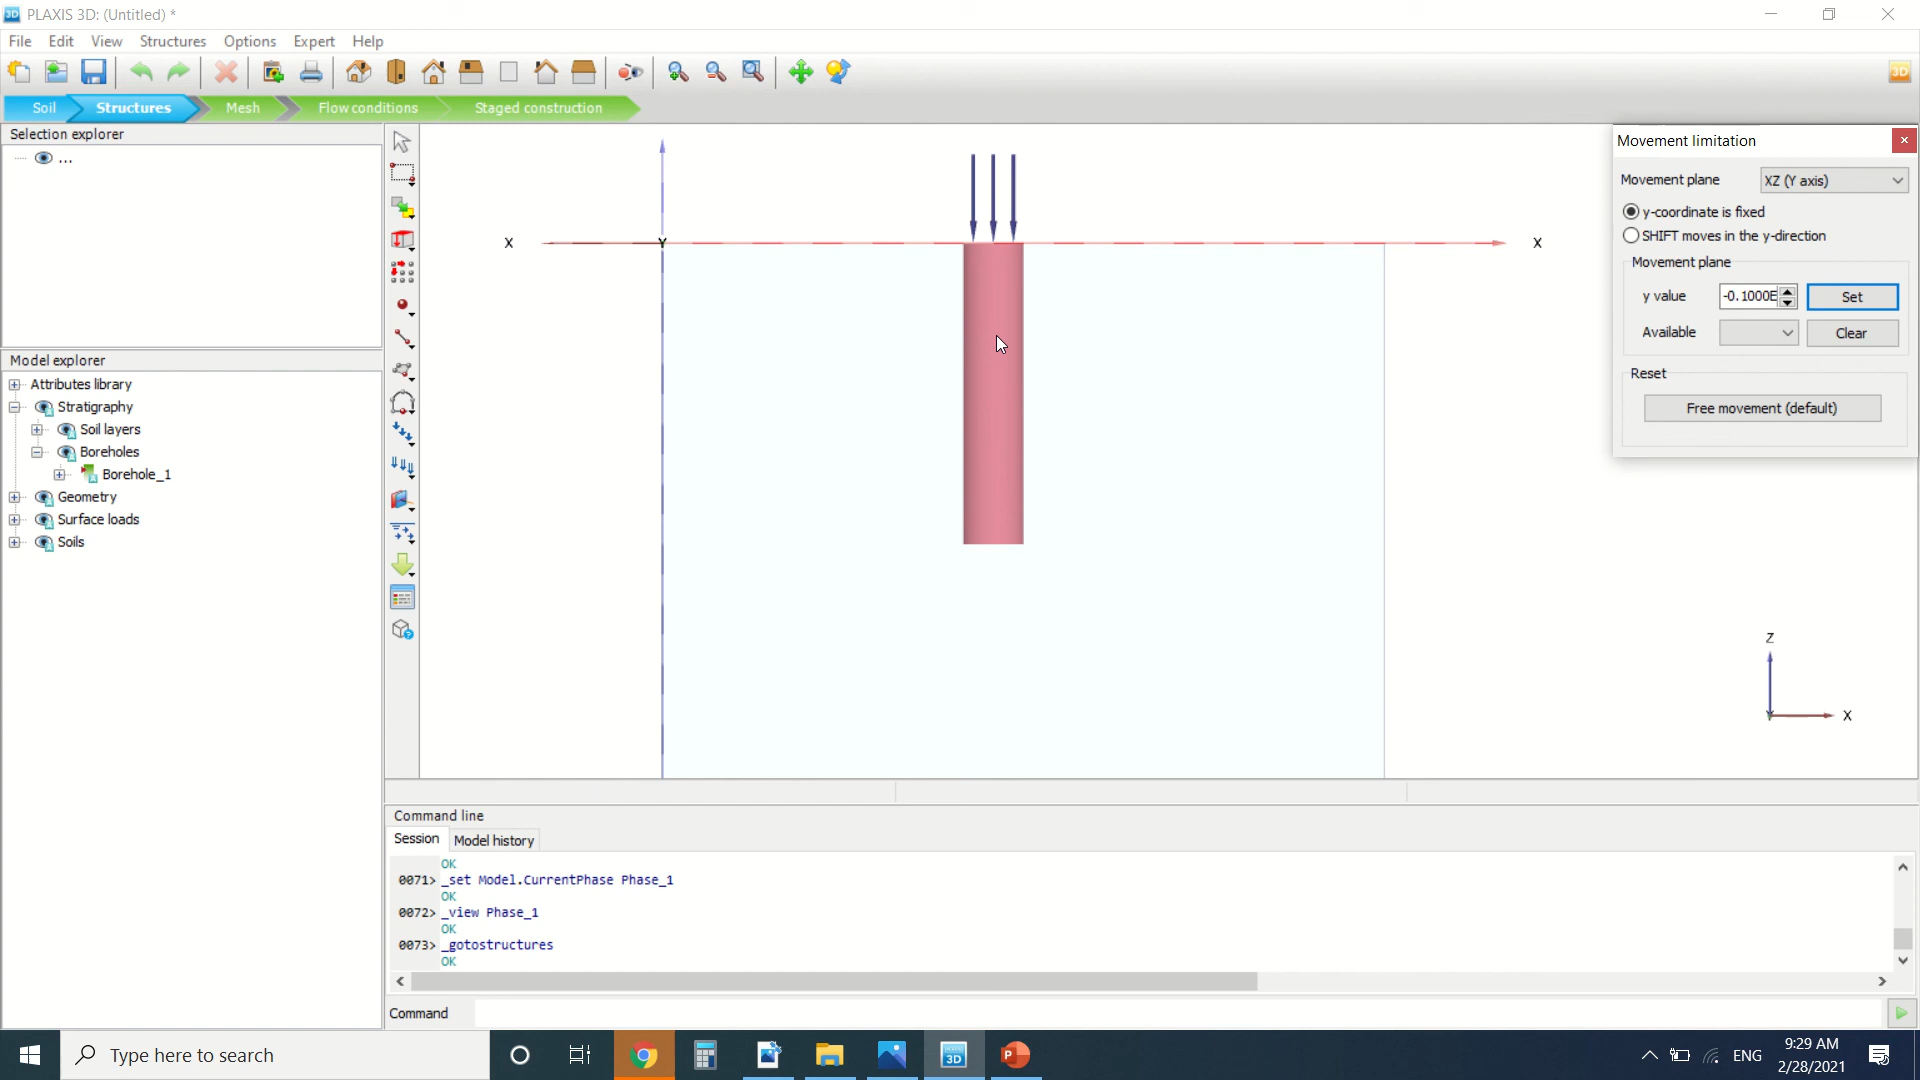 PLAXIS 3D: (Untitled) *
File Edit View Structures Options Expert Help
3D
Soil Structures Mesh Flow conditions Staged construction
Selection explorer
...
Model explorer
Attributes library
Stratigraphy
Soil layers
Boreholes
Borehole_1
Geometry
Surface loads
Soils
X
Y
X
Z
Y
X
Movement limitation
Movement plane XZ (Y axis)
y-coordinate is fixed
SHIFT moves in the y-direction
Movement plane
y value -0.1000E Set
Available Clear
Reset
Free movement (default)
Command line
Session Model history
OK
0071> _set Model.CurrentPhase Phase_1
OK
0072> _view Phase_1
OK
0073> _gotostructures
OK
Command
Type here to search
ENG
9:29 AM
2/28/2021